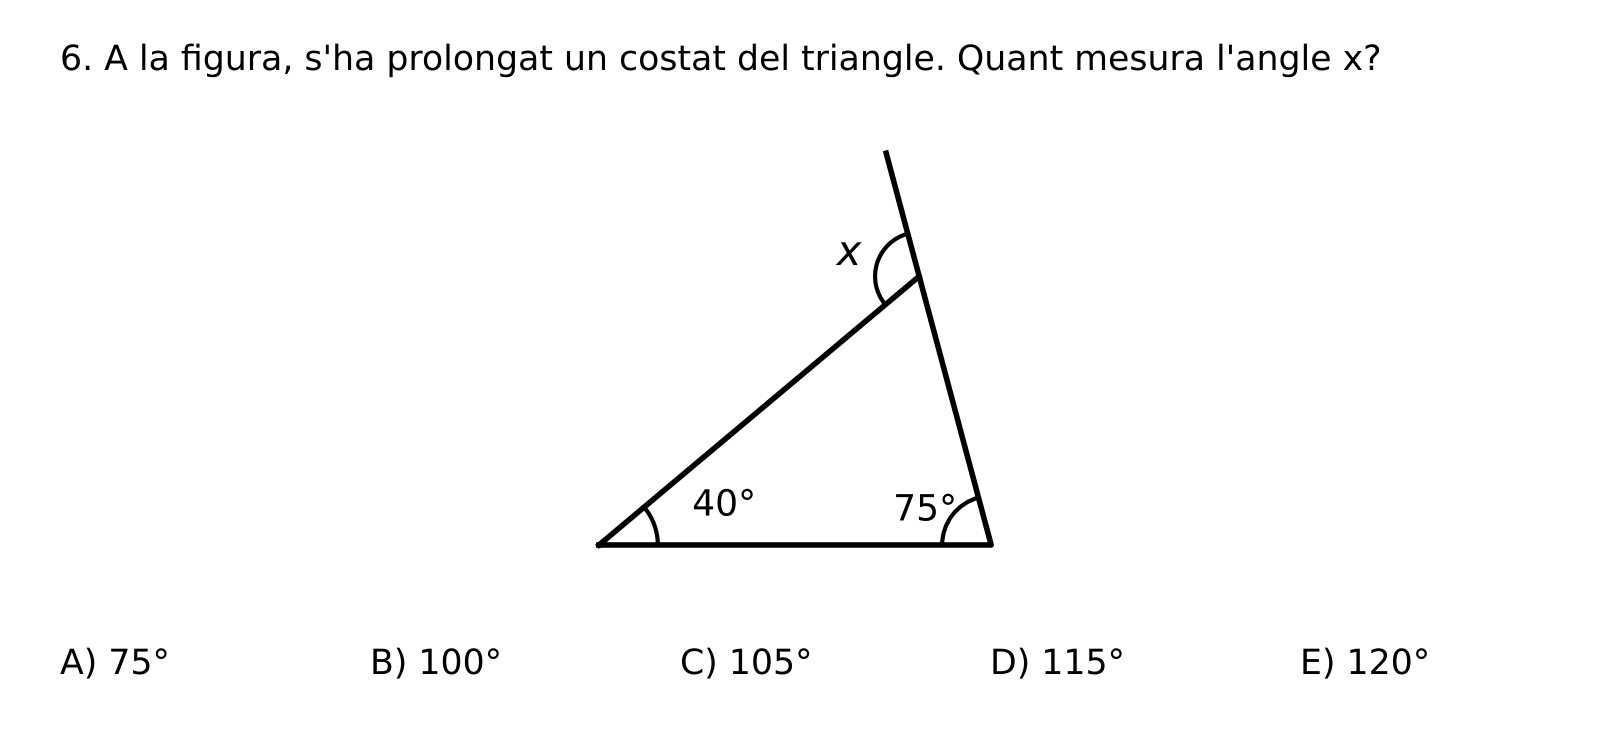 6. A la figura, s'ha prolongat un costat del triangle. Quant mesura l'angle x?
x
40°
75°
A) 75°
B) 100°
C) 105°
D) 115°
E) 120°